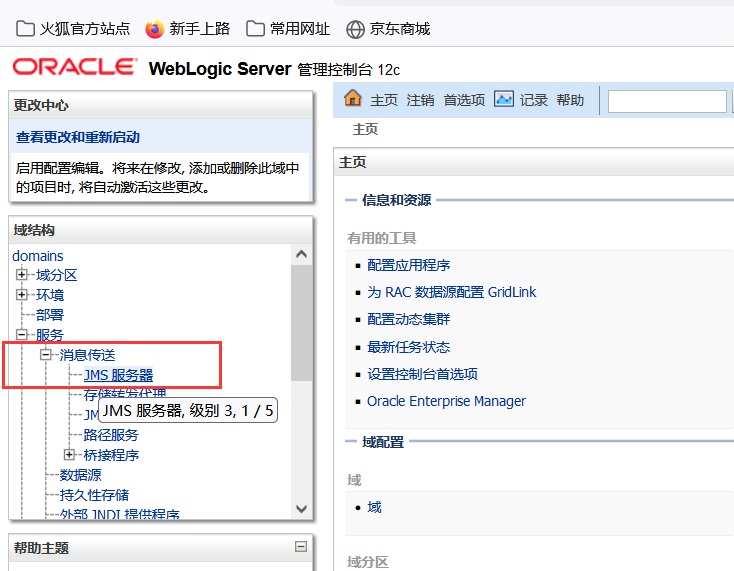 火狐官方站点 新手上路 常用网址 京东商城
ORACLE WebLogic Server 管理控制台 12c
更改中心
查看更改和重新启动
启用配置编辑。将来在修改, 添加或删除此域中
的项目时, 将自动激活这些更改。
域结构
domains
域分区
环境
部署
服务
消息传送
JMS 服务器
存储转发代理
JM
JMS 服务器, 级别 3, 1 / 5
路径服务
桥接程序
数据源
持久性存储
外部 JNDI 提供程序
帮助主题
主页 注销 首选项 记录 帮助
主页
主页
信息和资源
有用的工具
配置应用程序
为 RAC 数据源配置 GridLink
配置动态集群
最新任务状态
设置控制台首选项
Oracle Enterprise Manager
域配置
域
域
域分区